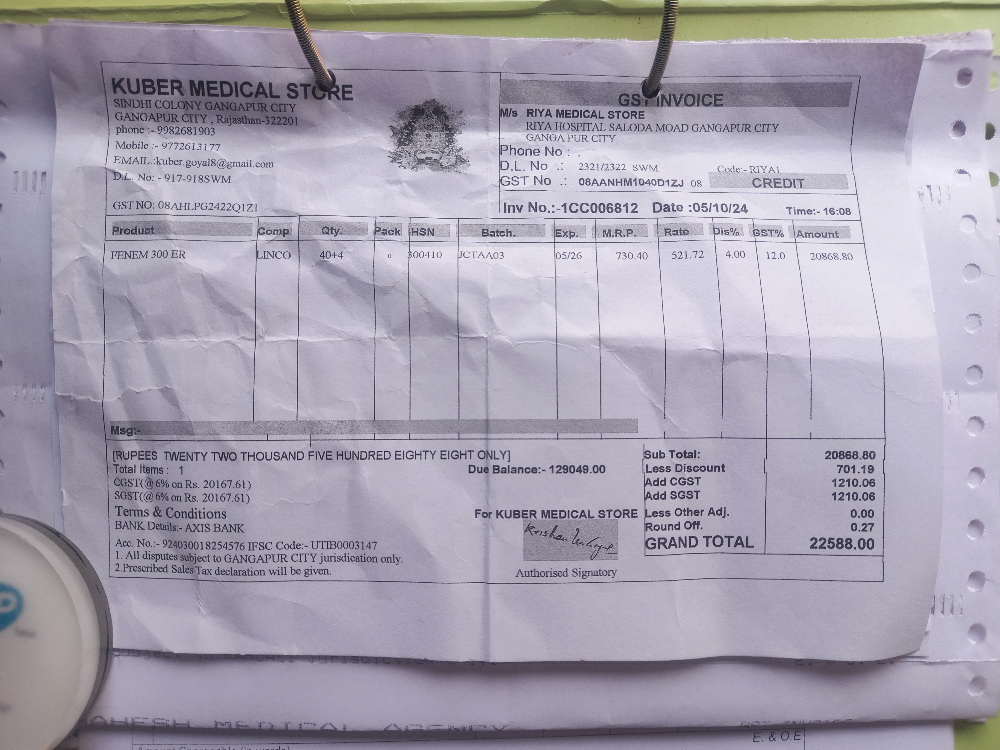 KUBER MEDICAL STORE
SINDHI COLONY GANGAPUR CITY
GANGAPUR CITY , Rajasthan-322201
phone :- 9982681903
Mobile :- 9772613177
EMAIL.:kuber.goyal8@gmail.com
D.L. No: - 917-918SWM
GST NO: 08AHLPG2422Q1Z1
GST INVOICE
M/s RIYA MEDICAL STORE
RIYA HOSPITAL SALODA MOAD GANGAPUR CITY
GANGA PUR CITY
Phone No : .
D.L. No .: 2321/2322 SWM Code:- RIYA1
GST No .: 08AANHM1040D1ZJ 08 CREDIT
Inv No.:-1CC006812 Date :05/10/24 Time:- 16:08
Product Comp Qty. Pack HSN Batch. Exp. M.R.P. Rate Dis% GST% Amount
FENEM 300 ER LINCO 40+4 300410 JCTAA03 05/26 730.40 521.72 4.00 12.0 20868.80
Msg:-
[RUPEES TWENTY TWO THOUSAND FIVE HUNDRED EIGHTY EIGHT ONLY]
Total Items : 1 Due Balance:- 129049.00
CGST(@ 6% on Rs. 20167.61)
SGST(@ 6% on Rs. 20167.61)
Terms & Conditions
BANK Details:- AXIS BANK
Acc. No.:- 924030018254576 IFSC Code:- UTIB0003147
1. All disputes subject to GANGAPUR CITY jurisdication only.
2.Prescribed Sales Tax declaration will be given.
For KUBER MEDICAL STORE
Authorised Signatory
Sub Total: 20868.80
Less Discount 701.19
Add CGST 1210.06
Add SGST 1210.06
Less Other Adj. 0.00
Round Off. 0.27
GRAND TOTAL 22588.00
AHESH MEDICAL AGENCY
E. & O.E